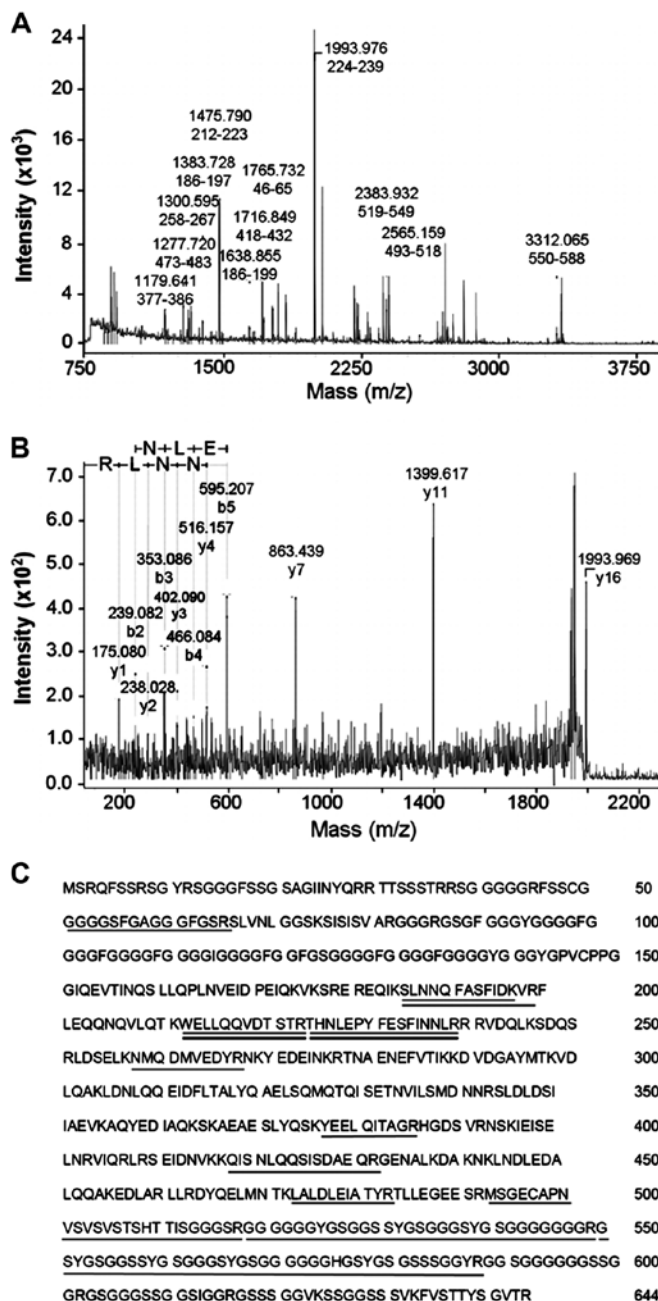 A
Intensity (x10³)
24
18
12
6
4
0
1993.976
224–239
1475.790
212–223
1383.728
186–197
1765.732
46–65
1300.595
258–267
1716.849
418–432
2383.932
519–549
1277.720
473–483
1638.855
186–199
2565.159
493–518
3312.065
550–588
1179.641
377–386
750
1500
2250
3000
3750
Mass (m/z)
B
Intensity (x10²)
N L E
R L N N
7.0
6.0
5.0
4.0
3.0
2.0
1.0
0.0
595.207
b5
516.157
y4
353.086
b3
402.090
y3
239.082
b2
466.084
b4
175.080
y1
238.028.
y2
863.439
y7
1399.617
y11
1993.969
y16
200
600
1000
1400
1800
2200
Mass (m/z)
C
MSRQFSSRSG YRSGGGFSSG SAGIINYQRR TTSSSTRRSG GGGGRFSSCG 50
GGGGSFGAGG GFGSRSLVNL GGSKSISISV ARGGGRGSGF GGGYGGGGFG 100
GGGFGGGGFG GGGIGGGGFG GFGSGGGGFG GGGFGGGGYG GGYGPVCPPG 150
GIQEVTINQS LLQPLNVEID PEIQKVKSRE REQIKSLNNQ FASFIDKVRF 200
LEQQNQVLQT KWELLQQVDT STRTHNLEPY FESFINNLRR RVDQLKSDQS 250
RLDSELKNMQ DMVEDYRNKY EDEINKRTNA ENEFVTIKKD VDGAYMTKVD 300
LQAKLDNLQQ EIDFLTALYQ AELSQMQTQI SETNVILSMD NNRSLDLDSI 350
IAEVKAQYED IAQKSKAEAE SLYQSKYEEL QITAGRHGDS VRNSKIEISE 400
LNRVIQRLRS EIDNVKKQIS NLQQSISDAE QRGENALKDA KNKLNDLEDA 450
LQQAKEDLAR LLRDYQELMN TKLALDLEIA TYRTLLEGEE SRMSGECAPN 500
VSVSVSTSHT TISGGGSRGG GGGGYGSGGS SYGSGGGSYG SGGGGGGGRG 550
SYGSGGSSYG SGGGSYGSGG GGGGHGSYGS GSSSGGYRGG SGGGGGGSSG 600
GRGSGGGSSG GSIGGRGSSS GGVKSSGGSS SVKFVSTTYS GVTR 644